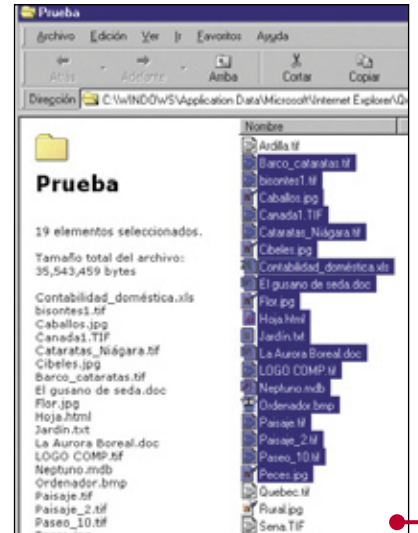 Prueba
Archivo Edición Ver Ir Favoritos Ayuda
Atrás Adelante Arriba Cortar Copiar
Dirección C:\WINDOWS\Application Data\Microsoft\Internet Explorer\Q
Prueba
19 elementos seleccionados.
Tamaño total del archivo:
35,543,459 bytes
Contabilidad_doméstica.xls
bisontes1.tif
Caballos.jpg
Canada1.TIF
Cataratas_Niágara.tif
Cibeles.jpg
Barco_cataratas.tif
El gusano de seda.doc
Flor.jpg
Hoja.html
Jardín.txt
La Aurora Boreal.doc
LOGO COMP.tif
Neptuno.mdb
Ordenador.bmp
Paisaje.tif
Paisaje_2.tif
Paseo_10.tif
Nombre
Ardilla.tif
Barco_cataratas.tif
bisontes1.tif
Caballos.jpg
Canada1.TIF
Cataratas_Niágara.tif
Cibeles.jpg
Contabilidad_doméstica.xls
El gusano de seda.doc
Flor.jpg
Hoja.html
Jardín.txt
La Aurora Boreal.doc
LOGO COMP.tif
Neptuno.mdb
Ordenador.bmp
Paisaje.tif
Paisaje_2.tif
Paseo_10.tif
Peces.jpg
Quebec.tif
Rural.jpg
Sena.TIF